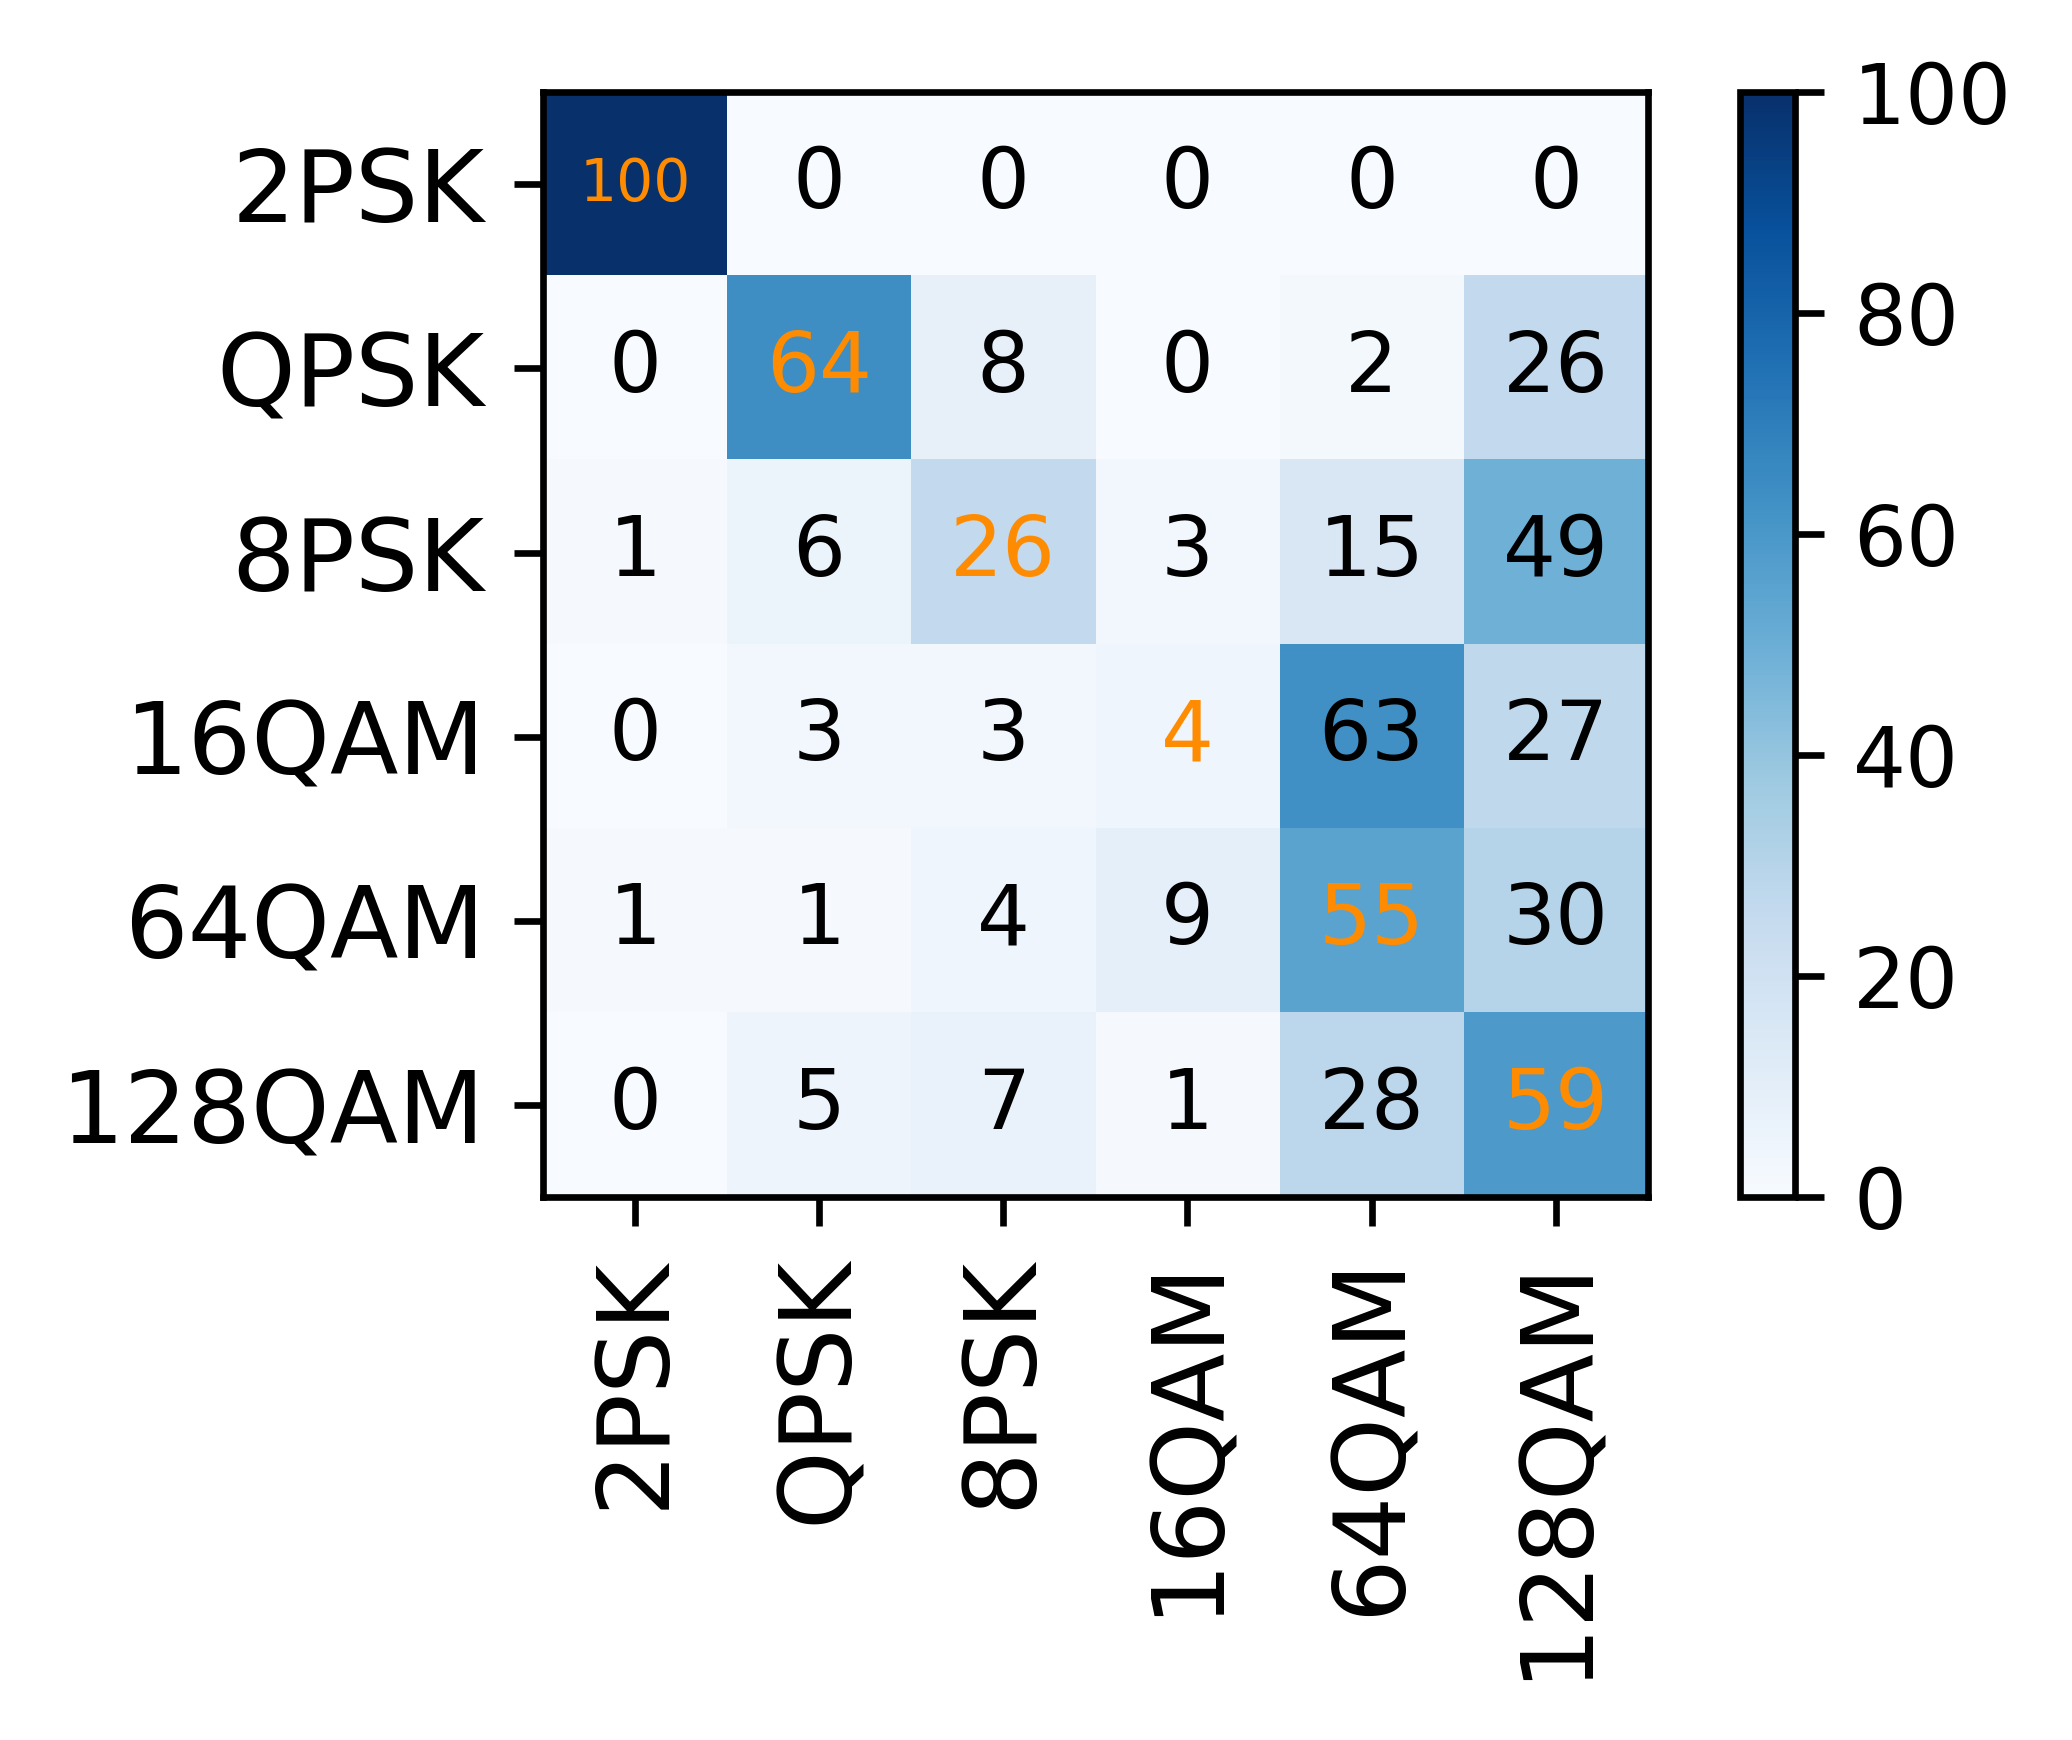 2PSK 100 0 0 0 0 0
QPSK 0 64 8 0 2 26
8PSK 1 6 26 3 15 49
16QAM 0 3 3 4 63 27
64QAM 1 1 4 9 55 30
128QAM 0 5 7 1 28 59
2PSK QPSK 8PSK 16QAM 64QAM 128QAM
100
80
60
40
20
0